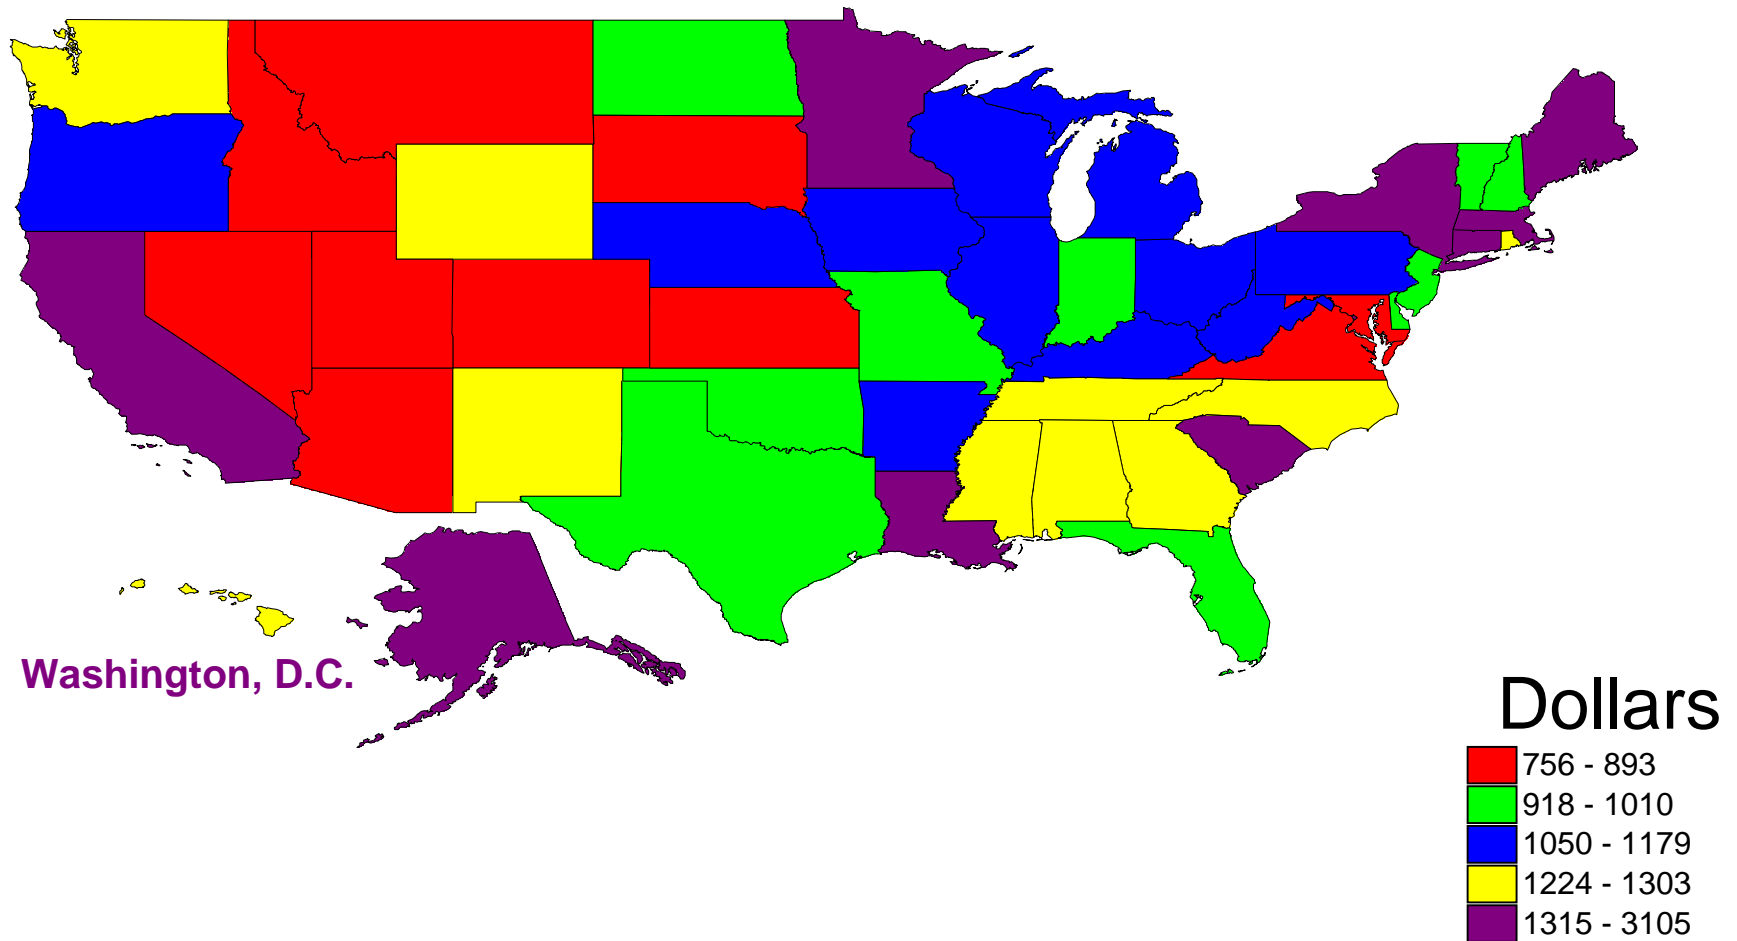 Washington, D.C.
Dollars
756 - 893
918 - 1010
1050 - 1179
1224 - 1303
1315 - 3105